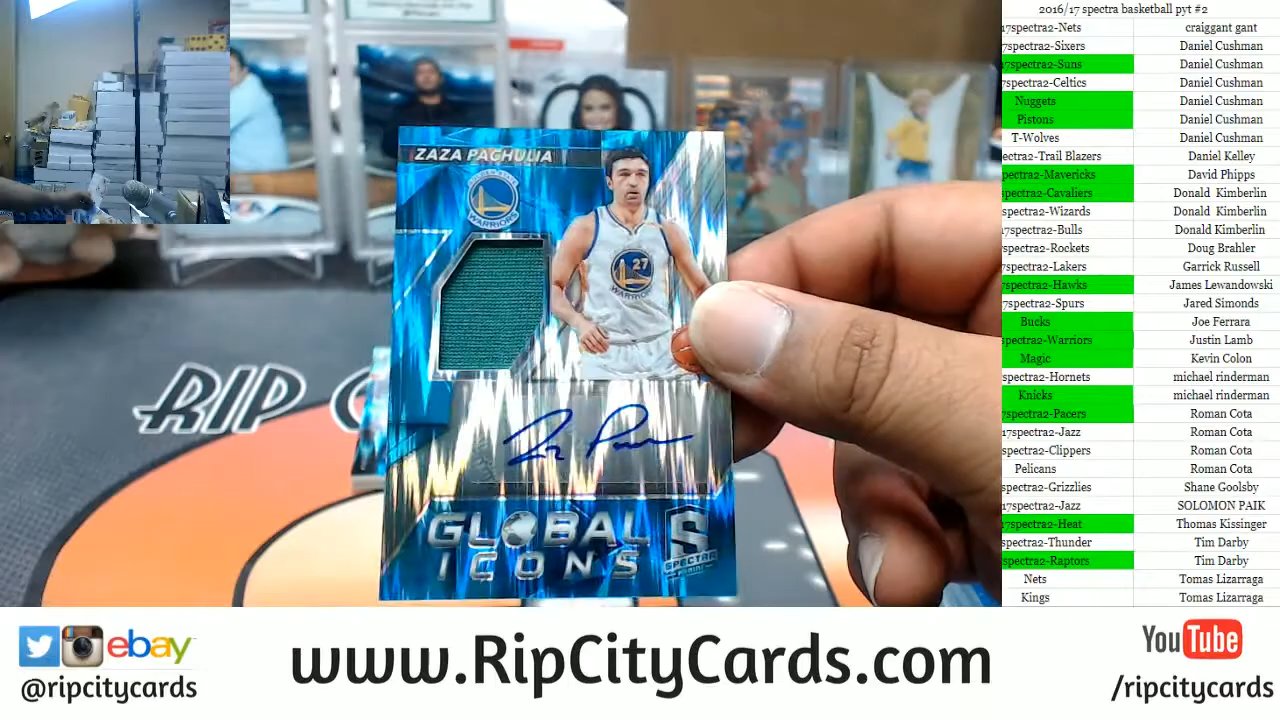 2016/17 spectra basketball pyt #2
17spectra2-Nets craiggant gant
7spectra2-Sixers Daniel Cushman
17spectra2-Suns Daniel Cushman
7spectra2-Celtics Daniel Cushman
Nuggets Daniel Cushman
Pistons Daniel Cushman
T-Wolves Daniel Cushman
ectra2-Trail Blazers Daniel Kelley
spectra2-Mavericks David Phipps
spectra2-Cavaliers Donald Kimberlin
spectra2-Wizards Donald Kimberlin
7spectra2-Bulls Donald Kimberlin
spectra2-Rockets Doug Brahler
7spectra2-Lakers Garrick Russell
7spectra2-Hawks James Lewandowski
7spectra2-Spurs Jared Simonds
Bucks Joe Ferrara
spectra2-Warriors Justin Lamb
Magic Kevin Colon
spectra2-Hornets michael rinderman
Knicks michael rinderman
7spectra2-Pacers Roman Cota
17spectra2-Jazz Roman Cota
spectra2-Clippers Roman Cota
Pelicans Roman Cota
spectra2-Grizzlies Shane Goolsby
17spectra2-Jazz SOLOMON PAIK
17spectra2-Heat Thomas Kissinger
spectra2-Thunder Tim Darby
spectra2-Raptors Tim Darby
Nets Tomas Lizarraga
Kings Tomas Lizarraga
ZAZA PACHULIA
WARRIORS
27
WARRIORS
RIP C
GLOBAL
ICONS
S
SPECTRA
ebay
@ripcitycards
www.RipCityCards.com
YouTube
/ripcitycards